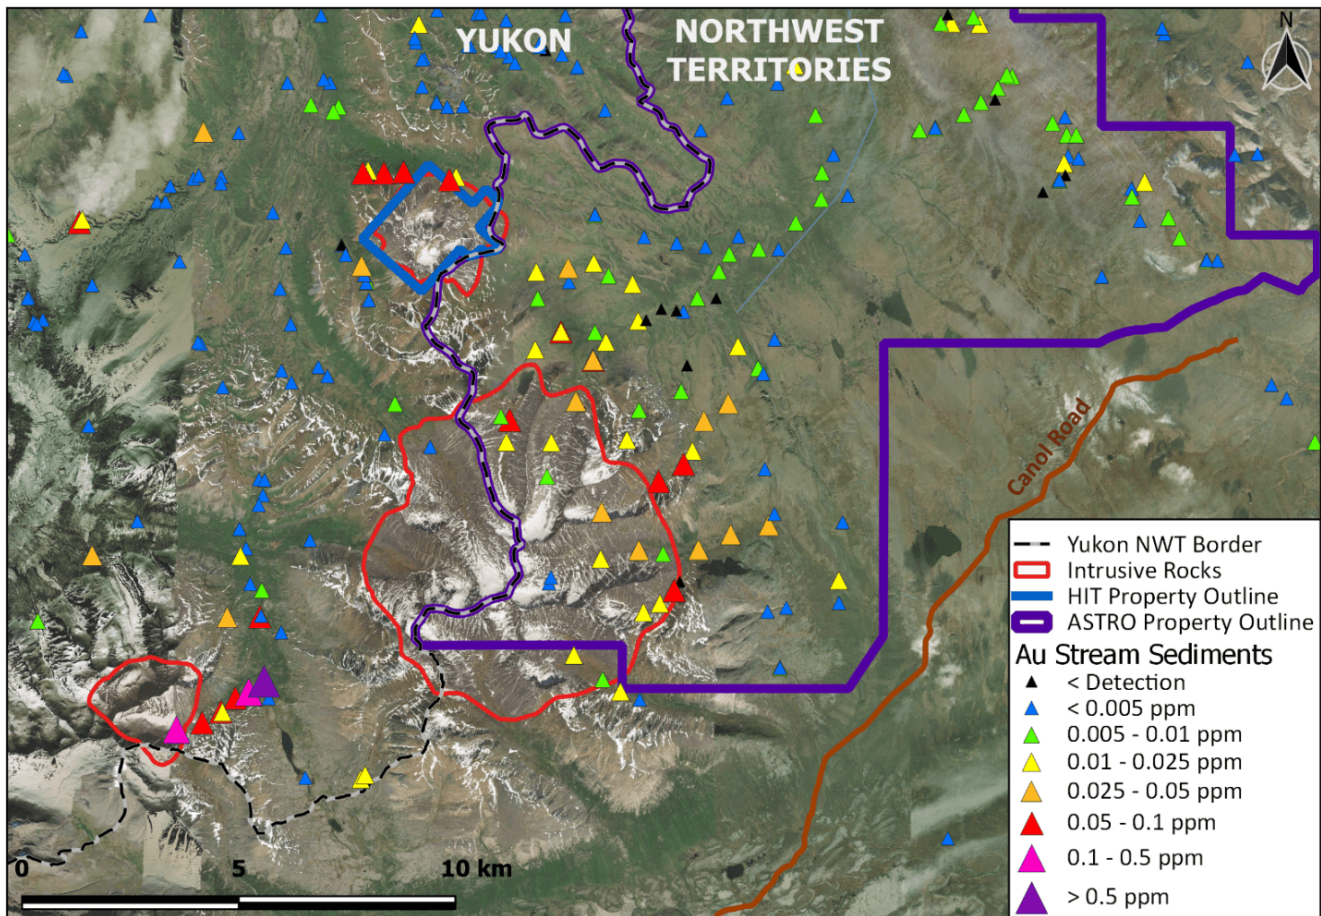 YUKON
NORTHWEST
TERRITORIES
N
Canol Road
Yukon NWT Border
Intrusive Rocks
HIT Property Outline
ASTRO Property Outline
Au Stream Sediments
< Detection
< 0.005 ppm
0.005 - 0.01 ppm
0.01 - 0.025 ppm
0.025 - 0.05 ppm
0.05 - 0.1 ppm
0.1 - 0.5 ppm
> 0.5 ppm
0 5 10 km